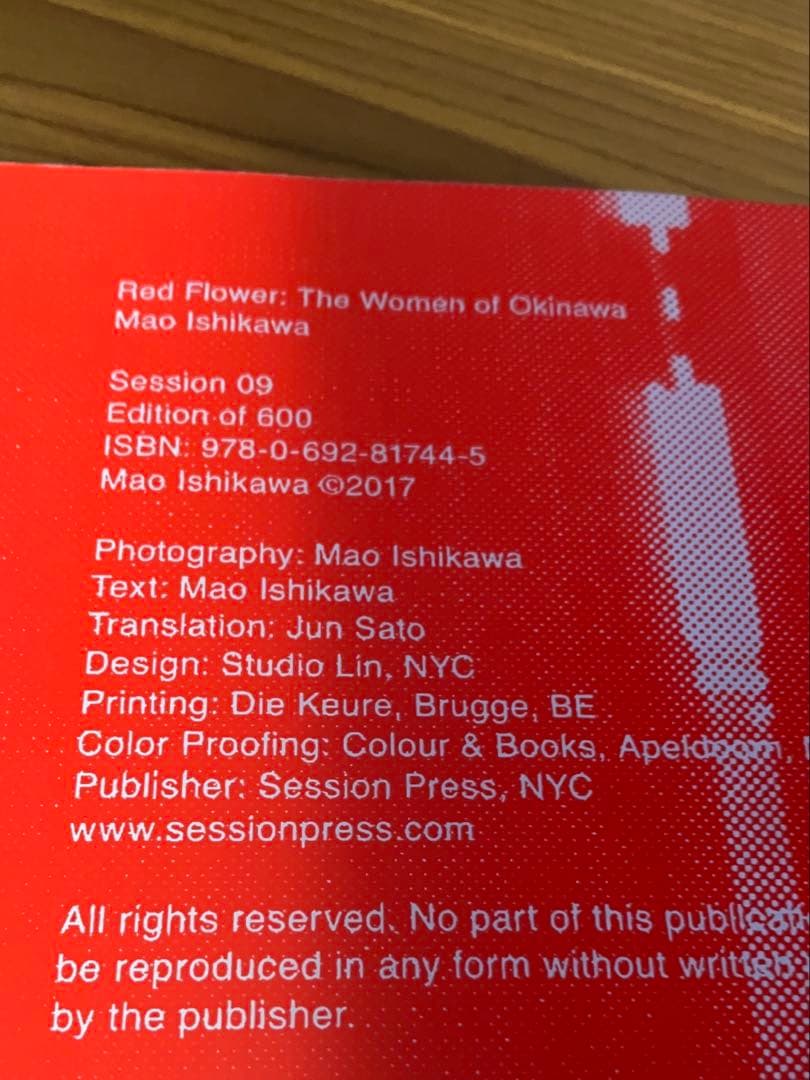 Red Flower: The Women of Okinawa
Mao Ishikawa
Session 09
Edition of 600
ISBN: 978-0-692-81744-5
Mao Ishikawa ©2017
Photography: Mao Ishikawa
Text: Mao Ishikawa
Translation: Jun Sato
Design: Studio Lin, NYC
Printing: Die Keure, Brugge, BE
Color Proofing: Colour & Books, Apeldoorn,
Publisher: Session Press, NYC
www.sessionpress.com
All rights reserved. No part of this
be reproduced in any form without
by the publisher.